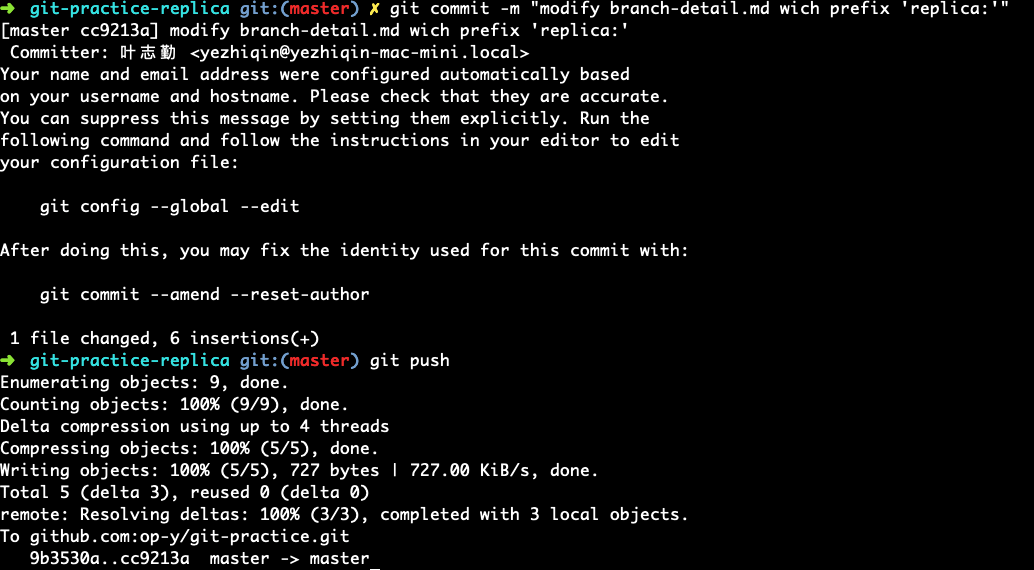 ➜ git-practice-replica git:(master) ✗ git commit -m "modify branch-detail.md wich prefix 'replica:'"
[master cc9213a] modify branch-detail.md wich prefix 'replica:'
Committer: 叶志勤 <yezhiqin@yezhiqin-mac-mini.local>
Your name and email address were configured automatically based
on your username and hostname. Please check that they are accurate.
You can suppress this message by setting them explicitly. Run the
following command and follow the instructions in your editor to edit
your configuration file:
git config --global --edit
After doing this, you may fix the identity used for this commit with:
git commit --amend --reset-author
1 file changed, 6 insertions(+)
➜ git-practice-replica git:(master) git push
Enumerating objects: 9, done.
Counting objects: 100% (9/9), done.
Delta compression using up to 4 threads
Compressing objects: 100% (5/5), done.
Writing objects: 100% (5/5), 727 bytes | 727.00 KiB/s, done.
Total 5 (delta 3), reused 0 (delta 0)
remote: Resolving deltas: 100% (3/3), completed with 3 local objects.
To github.com:op-y/git-practice.git
9b3530a..cc9213a master -> master